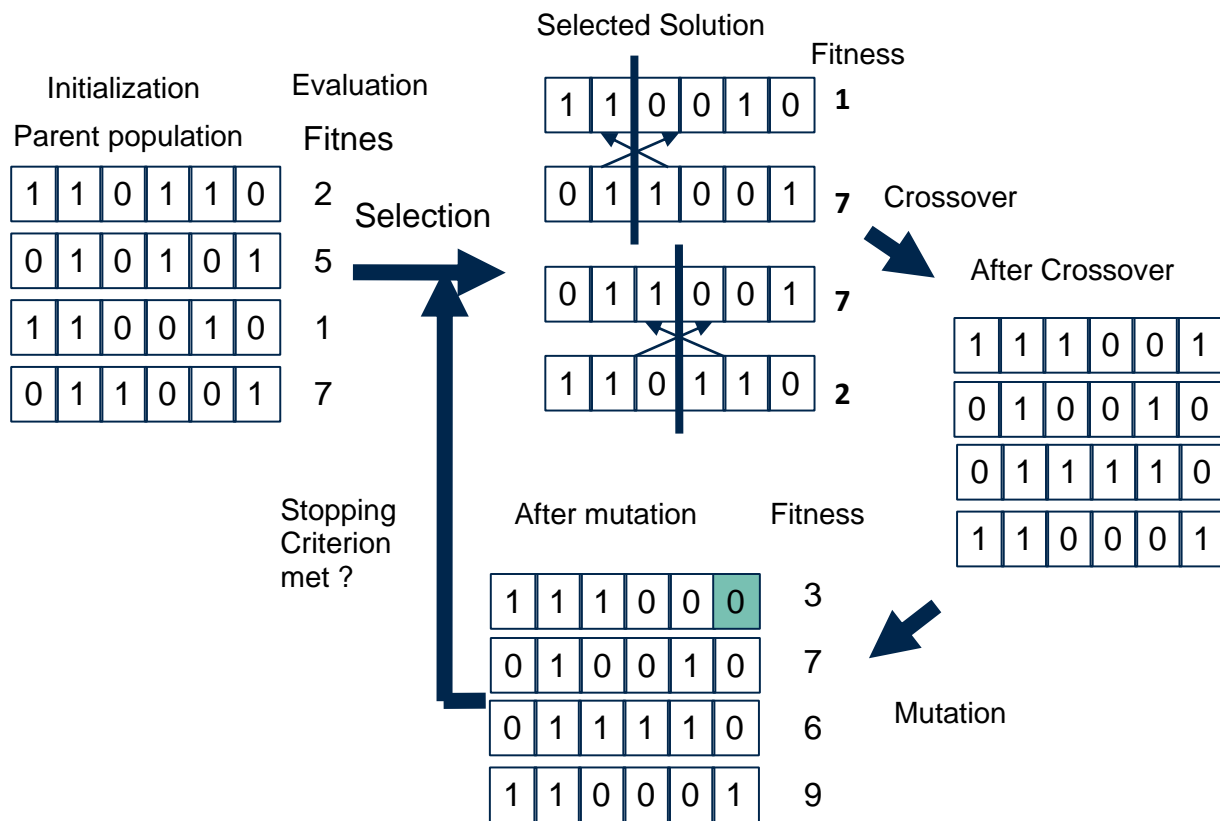 Initialization
Parent population
1 1 0 1 1 0
0 1 0 1 0 1
1 1 0 0 1 0
0 1 1 0 0 1
Evaluation
Fitnes
2
5
1
7
Selection
Selected Solution
Fitness
1 1 0 0 1 0 1
0 1 1 0 0 1 7
0 1 1 0 0 1 7
1 1 0 1 1 0 2
Crossover
After Crossover
1 1 1 0 0 1
0 1 0 0 1 0
0 1 1 1 1 0
1 1 0 0 0 1
Mutation
After mutation
Fitness
1 1 1 0 0 0 3
0 1 0 0 1 0 7
0 1 1 1 1 0 6
1 1 0 0 0 1 9
Stopping
Criterion
met ?